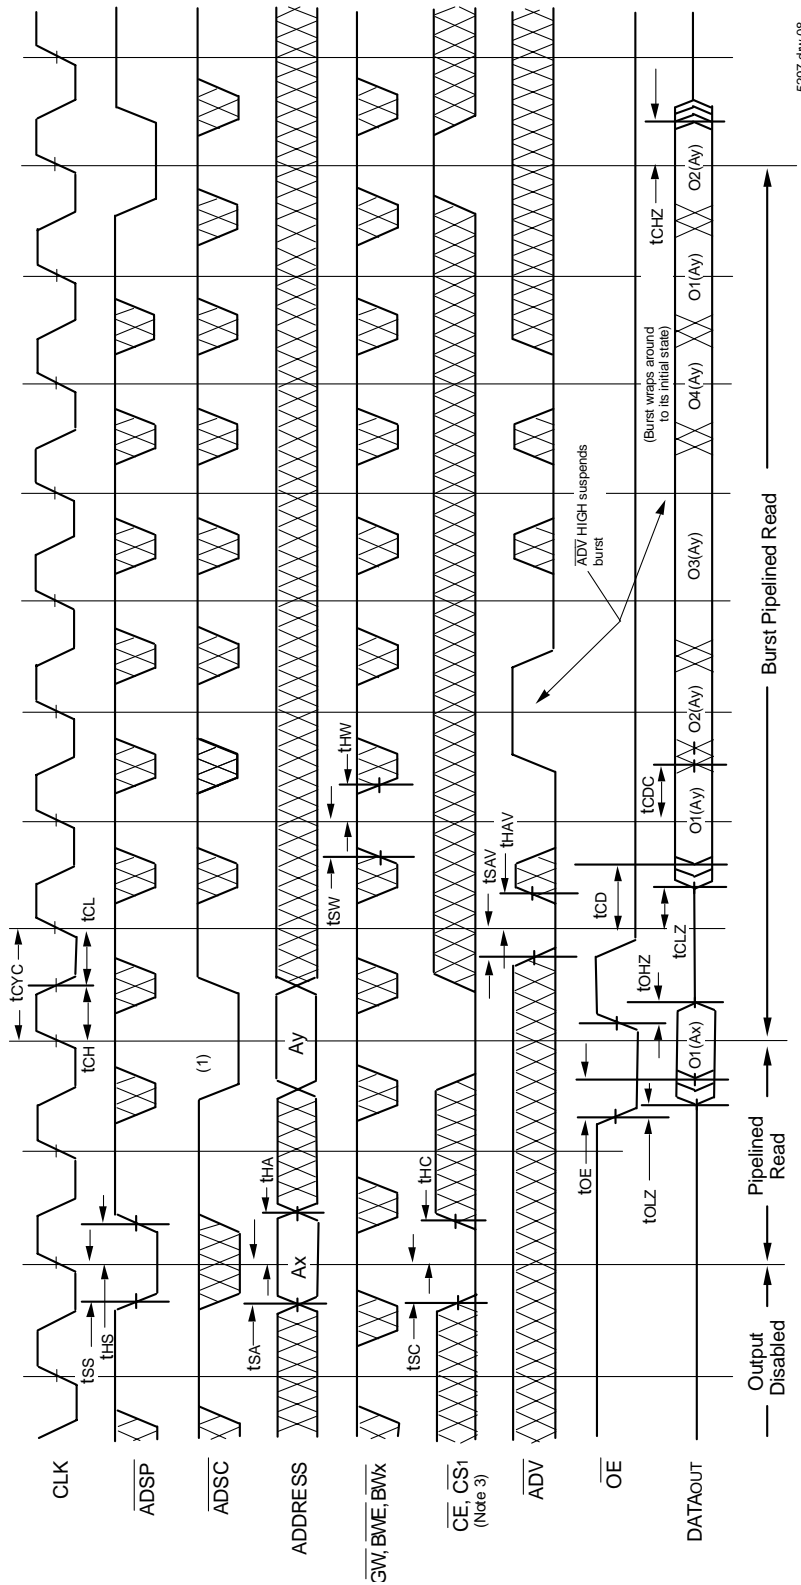 CLK
tCYC
tCH
tCL
ADSP
tSS
tHS
ADSC
(1)
ADDRESS
tSA
tHA
Ax
Ay
GW, BWE, BWx
tSW
tHW
CE, CS1
(Note 3)
tSC
tHC
ADV
tSAV
tHAV
ADV HIGH suspends
burst
OE
tOE
tOHZ
tCD
tOLZ
tCLZ
tCDC
(Burst wraps around
to its initial state)
tCHZ
DATAOUT
O1(Ax)
O1(Ay)
O2(Ay)
O3(Ay)
O4(Ay)
O1(Ay)
O2(Ay)
Output
Disabled
Pipelined
Read
Burst Pipelined Read